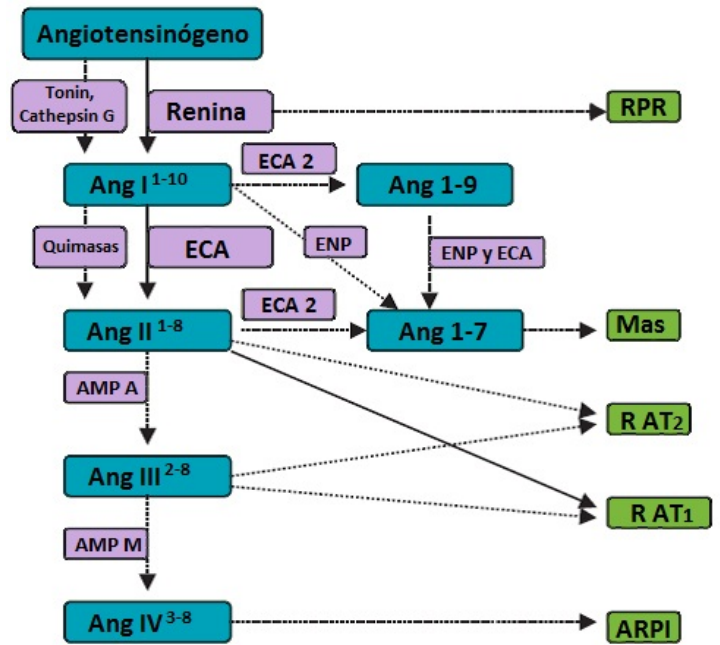 Angiotensinógeno
Tonin,
Cathepsin G
Renina
RPR
ECA 2
Ang I 1-10
Ang 1-9
Quimasas
ECA
ENP
ENP y ECA
ECA 2
Ang II 1-8
Ang 1-7
Mas
AMP A
R AT2
Ang III 2-8
R AT1
AMP M
Ang IV 3-8
ARPI